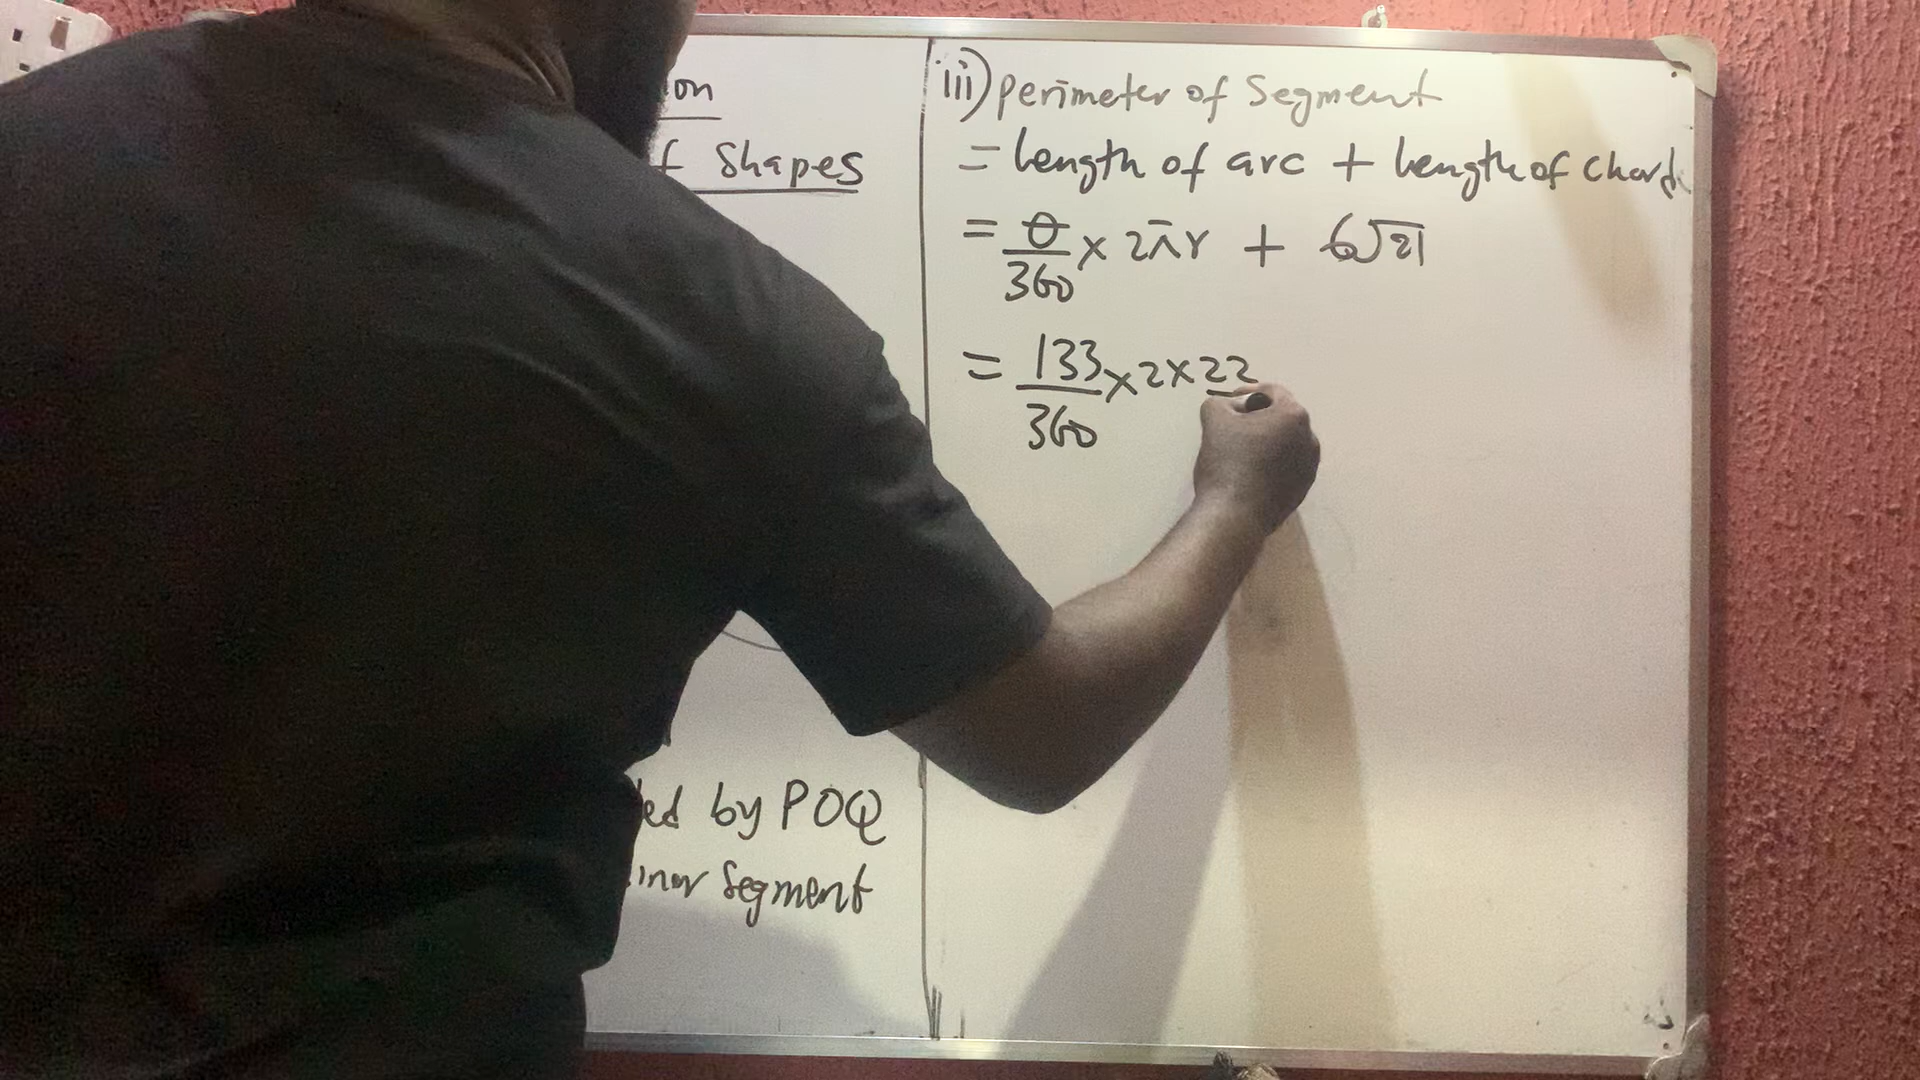 on
f Shapes
ed by POQ
inor Segment
iii) Perimeter of Segment
= length of arc + length of chord
= θ/360 × 2πr + 6√21
= 133/360 × 2 × 22